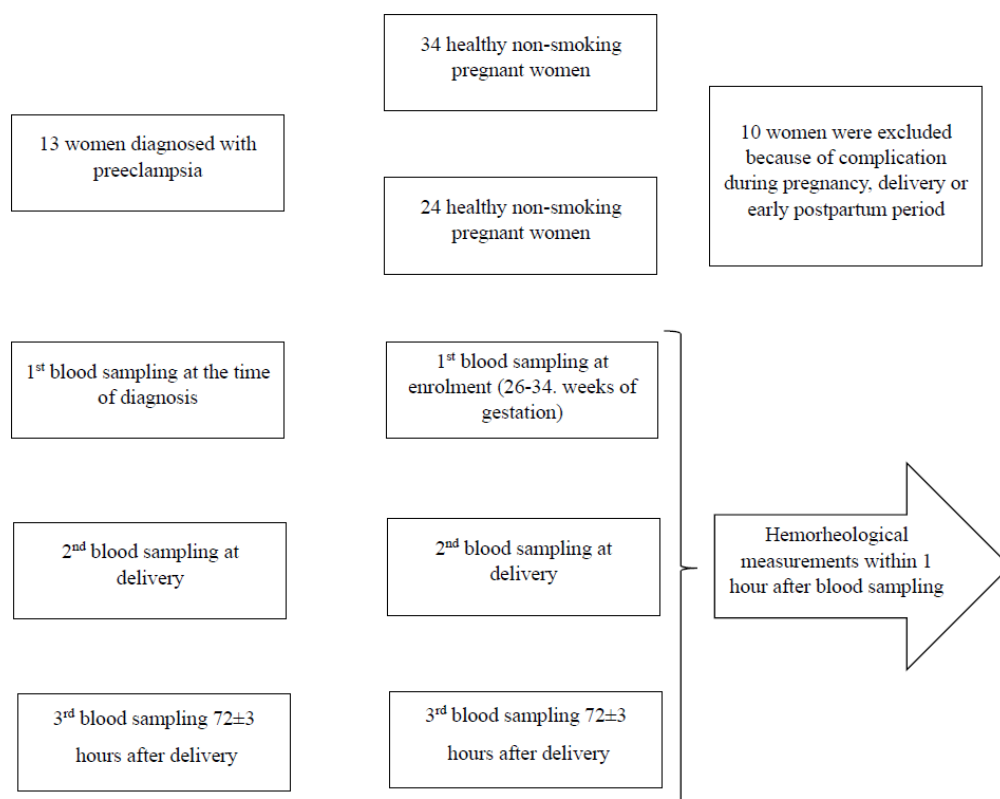 34 healthy non-smoking
pregnant women
13 women diagnosed with
preeclampsia
10 women were excluded
because of complication
during pregnancy, delivery or
early postpartum period
24 healthy non-smoking
pregnant women
1st blood sampling at the time
of diagnosis
1st blood sampling at
enrolment (26-34. weeks of
gestation)
2nd blood sampling at
delivery
2nd blood sampling at
delivery
Hemorheological
measurements within 1
hour after blood sampling
3rd blood sampling 72±3
hours after delivery
3rd blood sampling 72±3
hours after delivery